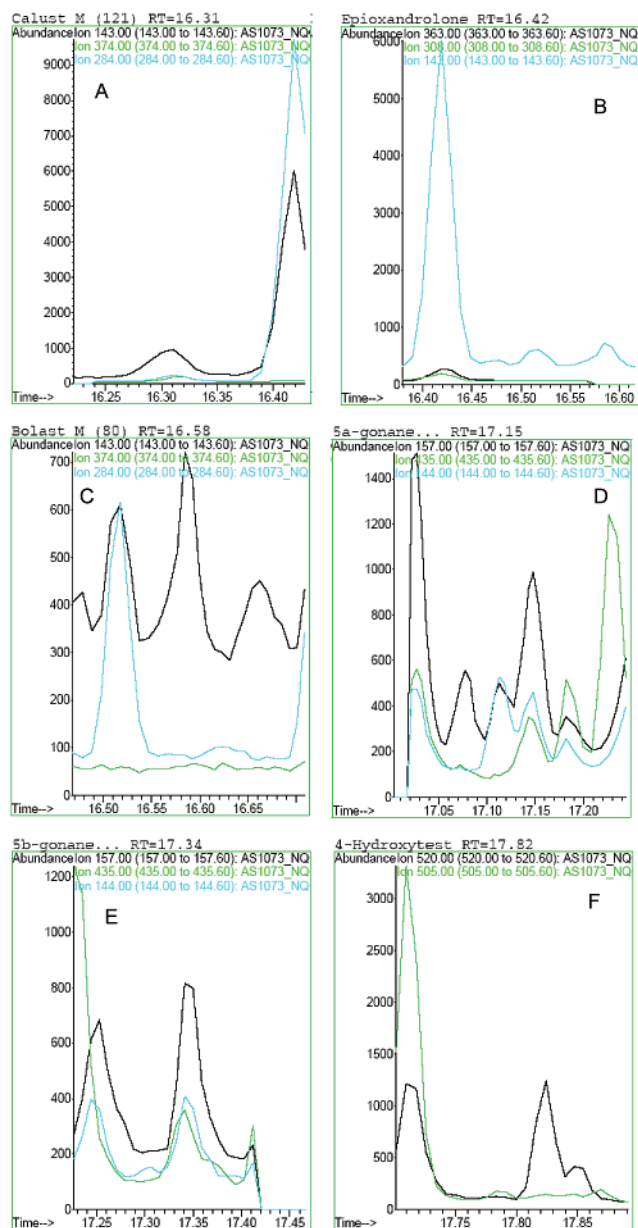 Calust M (121) RT=16.31
Abundance Ion 143.00 (143.00 to 143.60): AS1073_NQ
Ion 374.00 (374.00 to 374.60): AS1073_NQ
Ion 284.00 (284.00 to 284.60): AS1073_NQ
A
9000
8000
7000
6000
5000
4000
3000
2000
1000
0
Time-->
16.25 16.30 16.35 16.40
Epioxandrolone RT=16.42
Abundance Ion 363.00 (363.00 to 363.60): AS1073_NQ
6000
Ion 308.00 (308.00 to 308.60): AS1073_NQ
Ion 143.00 (143.00 to 143.60): AS1073_NQ
B
5000
4000
3000
2000
1000
0
Time-->
16.40 16.45 16.50 16.55 16.60
Bolast M (80) RT=16.58
Abundance Ion 143.00 (143.00 to 143.60): AS1073_NQ
700
Ion 374.00 (374.00 to 374.60): AS1073_NQ
Ion 284.00 (284.00 to 284.60): AS1073_NQ
C
600
500
400
300
200
100
0
Time-->
16.50 16.55 16.60 16.65
5a-gonane... RT=17.15
Abundance Ion 157.00 (157.00 to 157.60): AS1073_NQ
Ion 435.00 (435.00 to 435.60): AS1073_NQ
Ion 144.00 (144.00 to 144.60): AS1073_NQ
1400
D
1200
1000
800
600
400
200
0
Time-->
17.05 17.10 17.15 17.20
5b-gonane... RT=17.34
Abundance Ion 157.00 (157.00 to 157.60): AS1073_NQ
1200
Ion 435.00 (435.00 to 435.60): AS1073_NQ
Ion 144.00 (144.00 to 144.60): AS1073_NQ
E
1000
800
600
400
200
0
Time-->
17.25 17.30 17.35 17.40 17.45
4-Hydroxytest RT=17.82
Abundance Ion 520.00 (520.00 to 520.60): AS1073_NQ
Ion 505.00 (505.00 to 505.60): AS1073_NQ
3000
F
2500
2000
1500
1000
500
0
Time-->
17.75 17.80 17.85